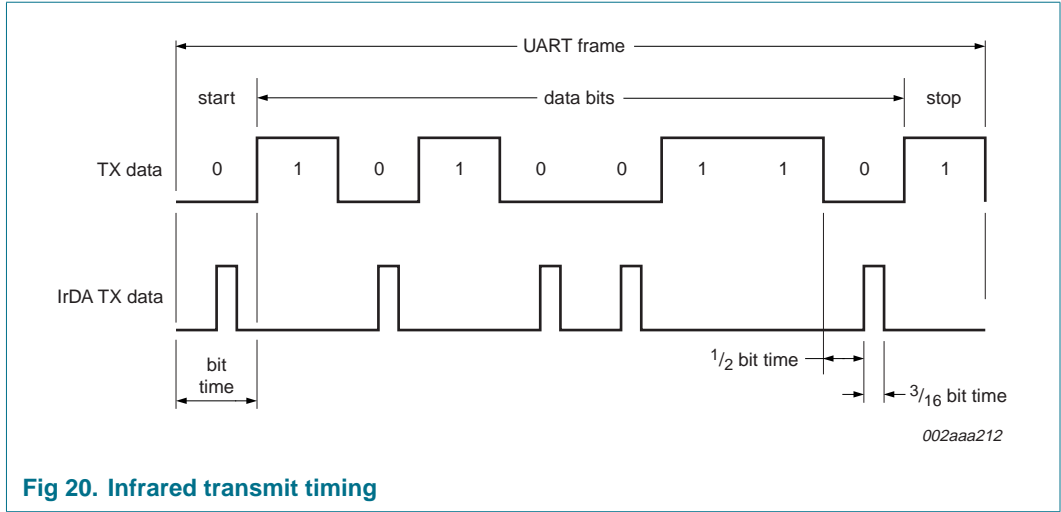 UART frame
start data bits stop
TX data 0 1 0 1 0 0 1 1 0 1
IrDA TX data
bit
time
1/2 bit time
3/16 bit time
002aaa212
Fig 20. Infrared transmit timing